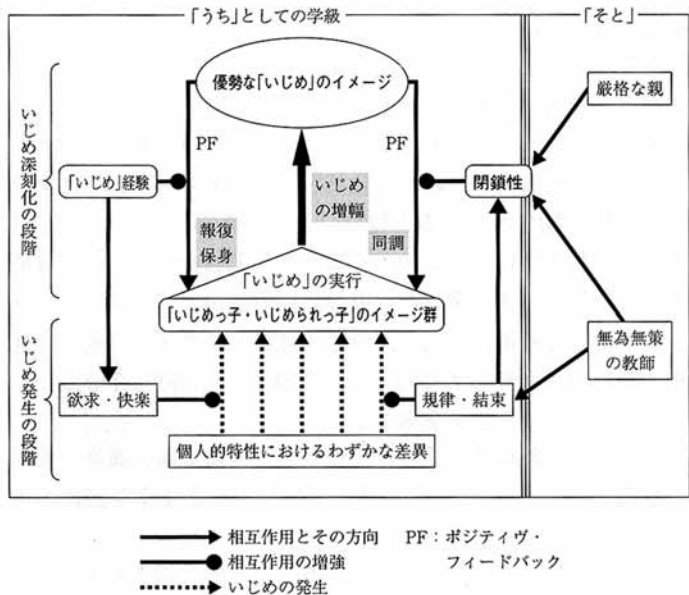 「うち」としての学級
「そと」
いじめ深刻化の段階
優勢な「いじめ」のイメージ
厳格な親
PF
PF
「いじめ」経験
いじめ
の増幅
閉鎖性
報復
保身
同調
「いじめ」の実行
「いじめっ子・いじめられっ子」のイメージ群
いじめ発生の段階
無為無策
の教師
欲求・快楽
規律・結束
個人的特性におけるわずかな差異
相互作用とその方向
PF：ポジティヴ・
フィードバック
相互作用の増強
いじめの発生